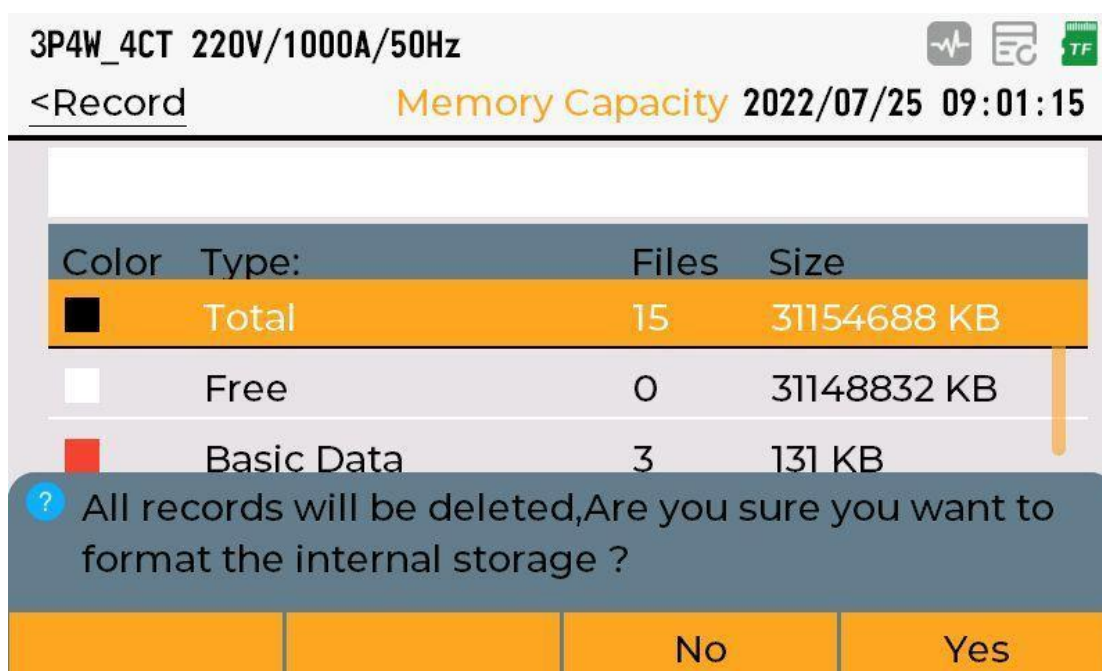 3P4W_4CT 220V/1000A/50Hz TF
<Record Memory Capacity 2022/07/25 09:01:15
Color Type: Files Size
Total 15 31154688 KB
Free 0 31148832 KB
Basic Data 3 131 KB
? All records will be deleted,Are you sure you want to
format the internal storage ?
No Yes